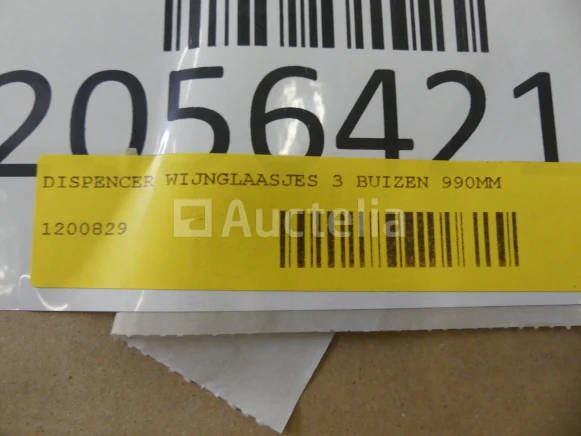 2056421
DISPENCER WIJNGLAASJES 3 BUIZEN 990MM
Auctelia
1200829